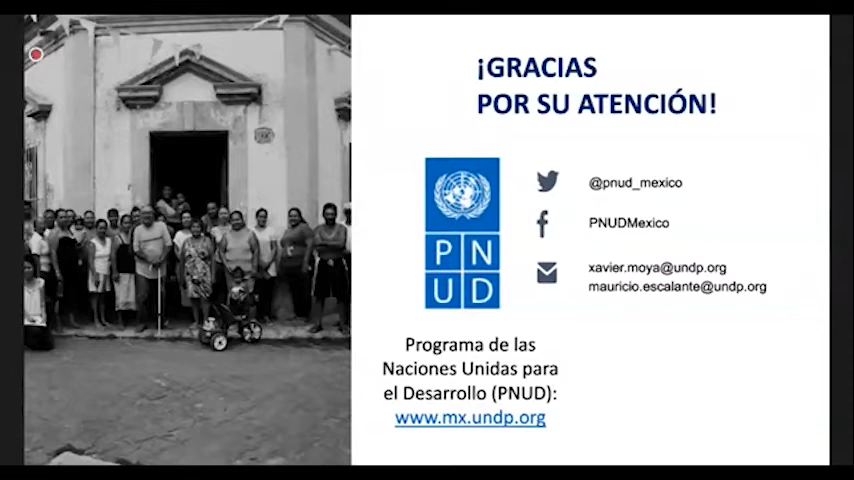 ¡GRACIAS
POR SU ATENCIÓN!
P N
U D
@pnud_mexico
PNUDMexico
xavier.moya@undp.org
mauricio.escalante@undp.org
Programa de las
Naciones Unidas para
el Desarrollo (PNUD):
www.mx.undp.org